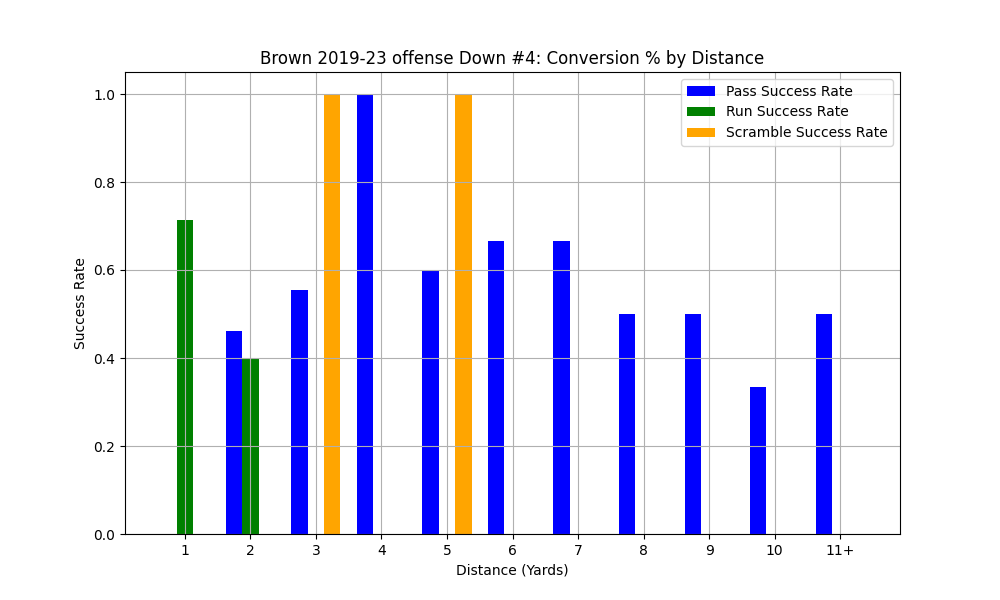 Brown 2019-23 offense Down #4: Conversion % by Distance
Pass Success Rate
Run Success Rate
Scramble Success Rate
Success Rate
1.0
0.8
0.6
0.4
0.2
0.0
1 2 3 4 5 6 7 8 9 10 11+
Distance (Yards)